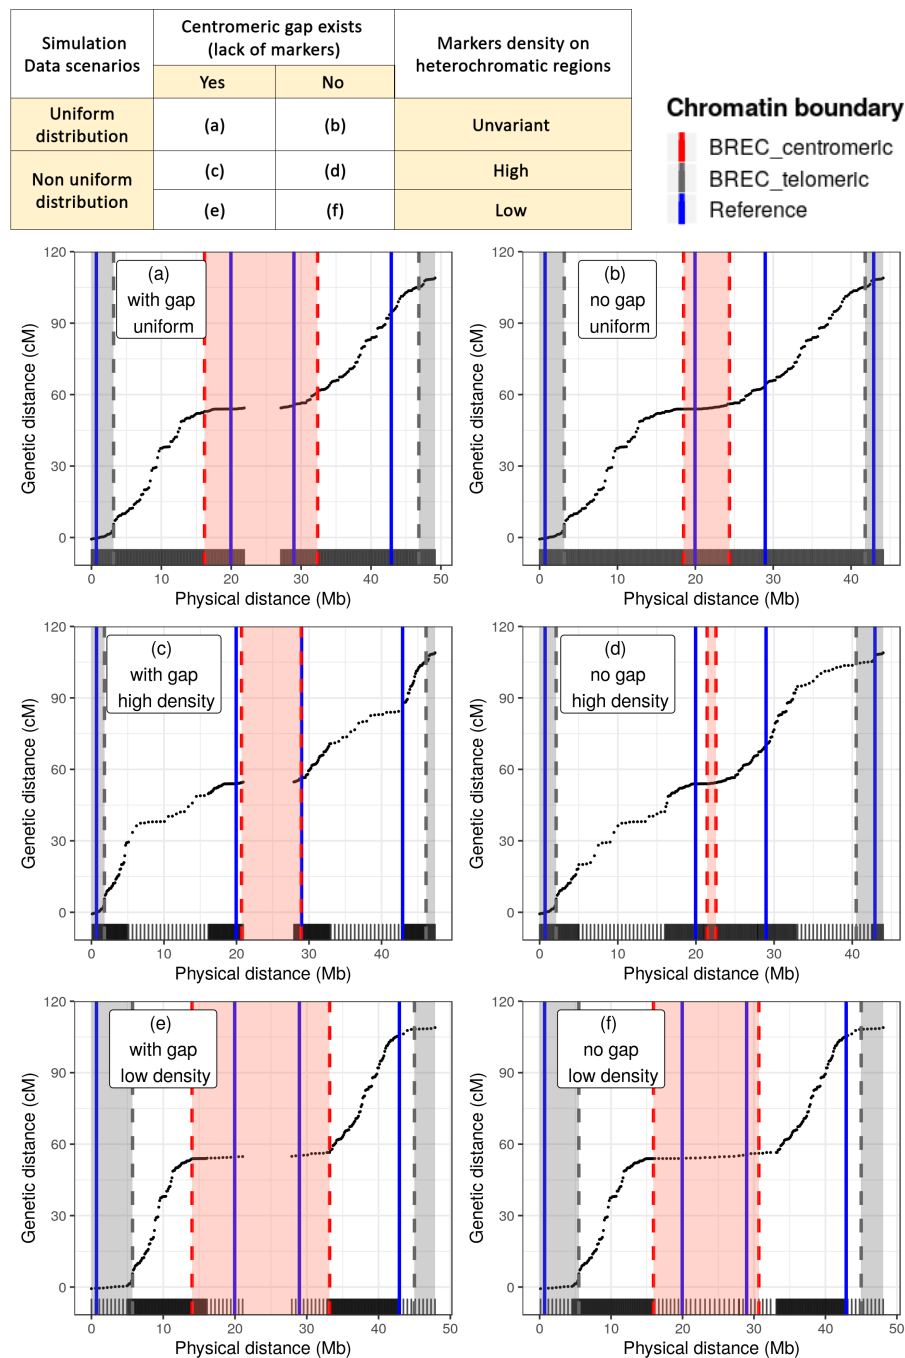 Simulation
Data scenarios
Centromeric gap exists
(lack of markers)
Markers density on
heterochromatic regions
Yes
No
Uniform
distribution
(a)
(b)
Unvariant
Non uniform
distribution
(c)
(d)
High
(e)
(f)
Low
Chromatin boundary
BREC_centromeric
BREC_telomeric
Reference
120
90
60
30
0
Genetic distance (cM)
(a)
with gap
uniform
0 10 20 30 40 50
Physical distance (Mb)
120
90
60
30
0
Genetic distance (cM)
(b)
no gap
uniform
0 10 20 30 40
Physical distance (Mb)
120
90
60
30
0
Genetic distance (cM)
(c)
with gap
high density
0 10 20 30 40
Physical distance (Mb)
120
90
60
30
0
Genetic distance (cM)
(d)
no gap
high density
0 10 20 30 40
Physical distance (Mb)
120
90
60
30
0
Genetic distance (cM)
(e)
with gap
low density
0 10 20 30 40 50
Physical distance (Mb)
120
90
60
30
0
Genetic distance (cM)
(f)
no gap
low density
0 10 20 30 40 50
Physical distance (Mb)